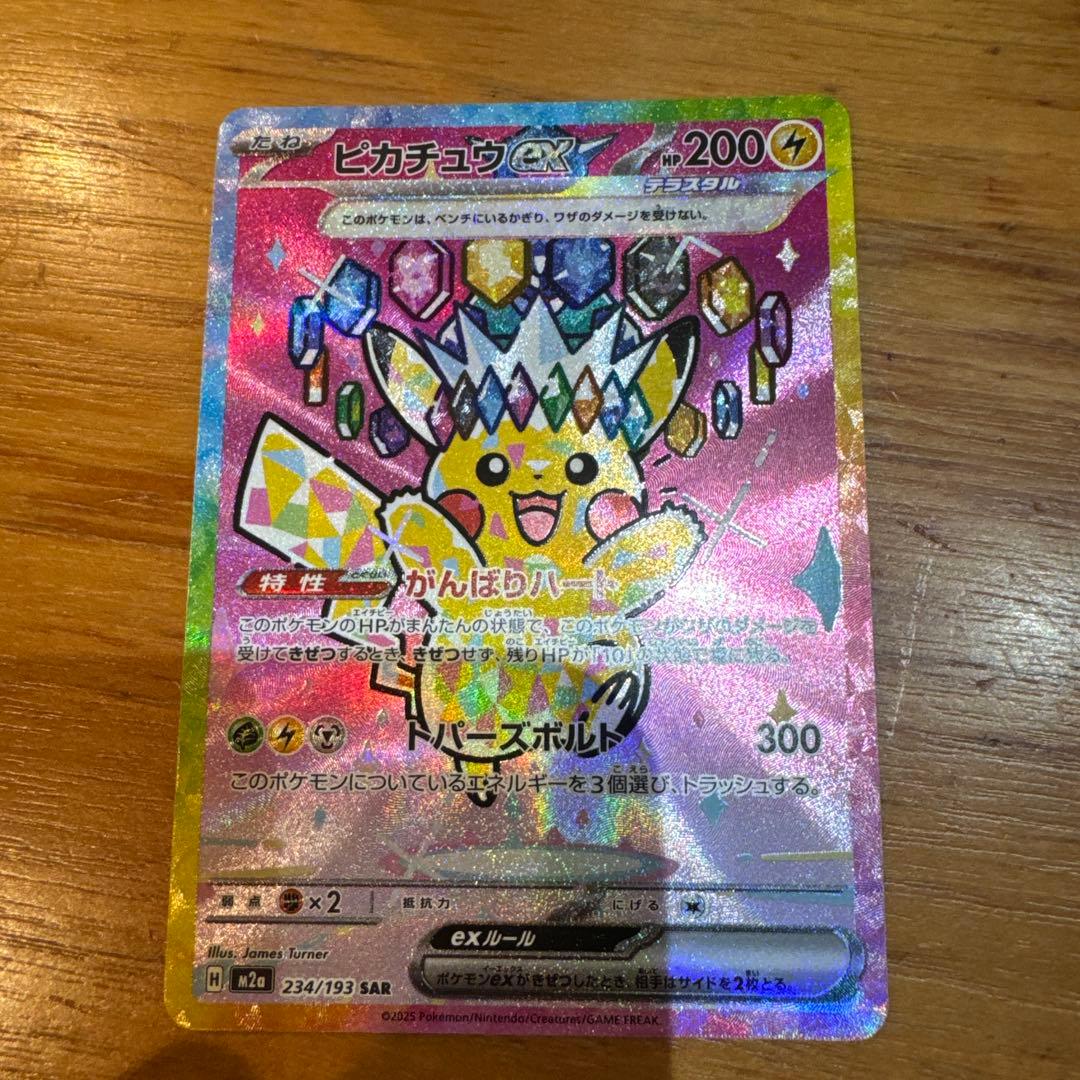 たね ピカチュウex HP200
テラスタル
このポケモンは、ベンチにいるかぎり、ワザのダメージを受けない。
特性 がんばりハート
このポケモンのHPがまんたんの状態で、このポケモンがワザのダメージを
受けてきぜつするとき、きぜつせず、残りHPが「10」の状態で場に残る。
トパーズボルト 300
このポケモンについているエネルギーを3個選び、トラッシュする。
弱点 ×2 抵抗力 にげる
exルール
Illus. James Turner
ポケモンexがきぜつしたとき、相手はサイドを2枚とる。
H M2a 234/193 SAR
©2025 Pokémon/Nintendo/Creatures/GAME FREAK.